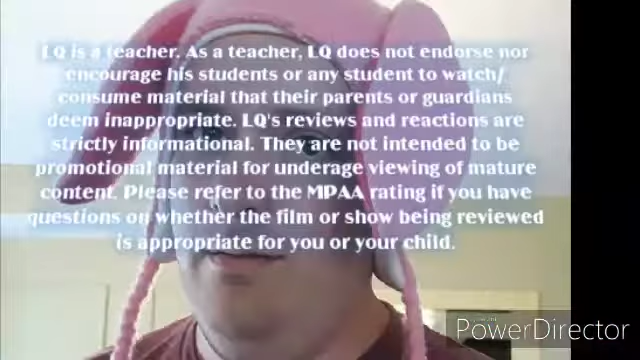 LQ is a teacher. As a teacher, LQ does not endorse nor
encourage his students or any student to watch/
consume material that their parents or guardians
deem inappropriate. LQ's reviews and reactions are
strictly informational. They are not intended to be
promotional material for underage viewing of mature
content. Please refer to the MPAA rating if you have
questions on whether the film or show being reviewed
is appropriate for you or your child.
PowerDirector